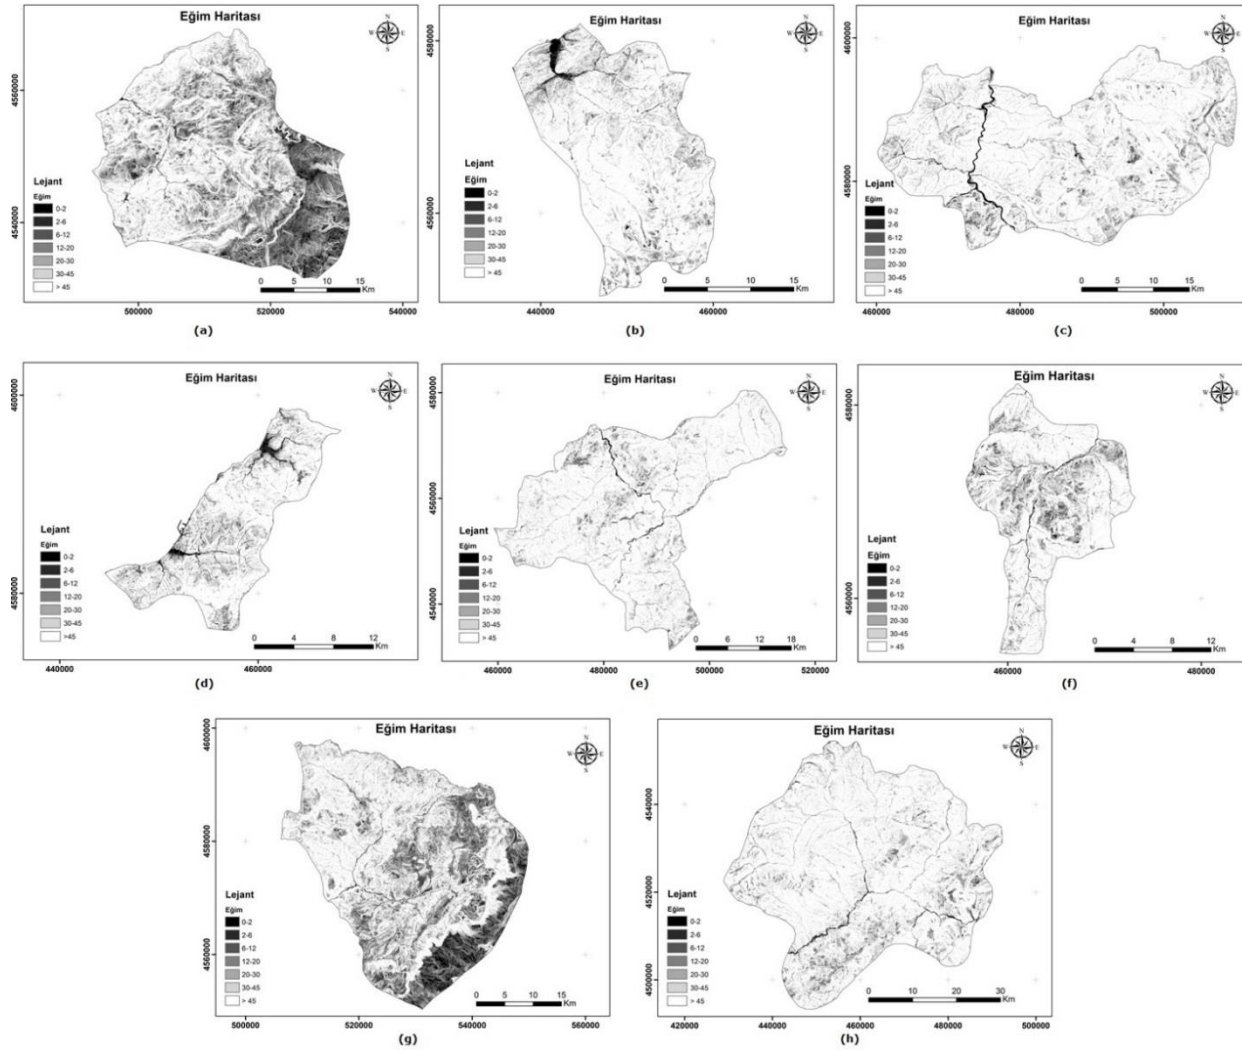 Eğim Haritası
N
W E
S
4560000
4540000
Lejant
Eğim
0-2
2-6
6-12
12-20
20-30
30-45
> 45
0 5 10 15
Km
500000 520000 540000
(a)
Eğim Haritası
N
W E
S
4580000
4560000
Lejant
Eğim
0-2
2-6
6-12
12-20
20-30
30-45
> 45
0 5 10 15
Km
440000 460000
(b)
Eğim Haritası
N
W E
S
4600000
4580000
Lejant
Eğim
0-2
2-6
6-12
12-20
20-30
30-45
> 45
0 5 10 15
Km
460000 480000 500000
(c)
Eğim Haritası
N
W E
S
4600000
4580000
Lejant
Eğim
0-2
2-6
6-12
12-20
20-30
30-45
>45
0 4 8 12
Km
440000 460000
(d)
Eğim Haritası
N
W E
S
4580000
4560000
4540000
Lejant
Eğim
0-2
2-6
6-12
12-20
20-30
30-45
> 45
0 6 12 18
Km
460000 480000 500000 520000
(e)
Eğim Haritası
N
W E
S
4580000
4560000
Lejant
Eğim
0-2
2-6
6-12
12-20
20-30
30-45
> 45
0 4 8 12
Km
460000 480000
(f)
Eğim Haritası
N
W E
S
4600000
4580000
4560000
Lejant
Eğim
0-2
2-6
6-12
12-20
20-30
30-45
> 45
0 5 10 15
Km
500000 520000 540000 560000
(g)
Eğim Haritası
N
W E
S
4540000
4520000
4500000
Lejant
Eğim
0-2
2-6
6-12
12-20
20-30
30-45
> 45
0 10 20 30
Km
420000 440000 460000 480000 500000
(h)